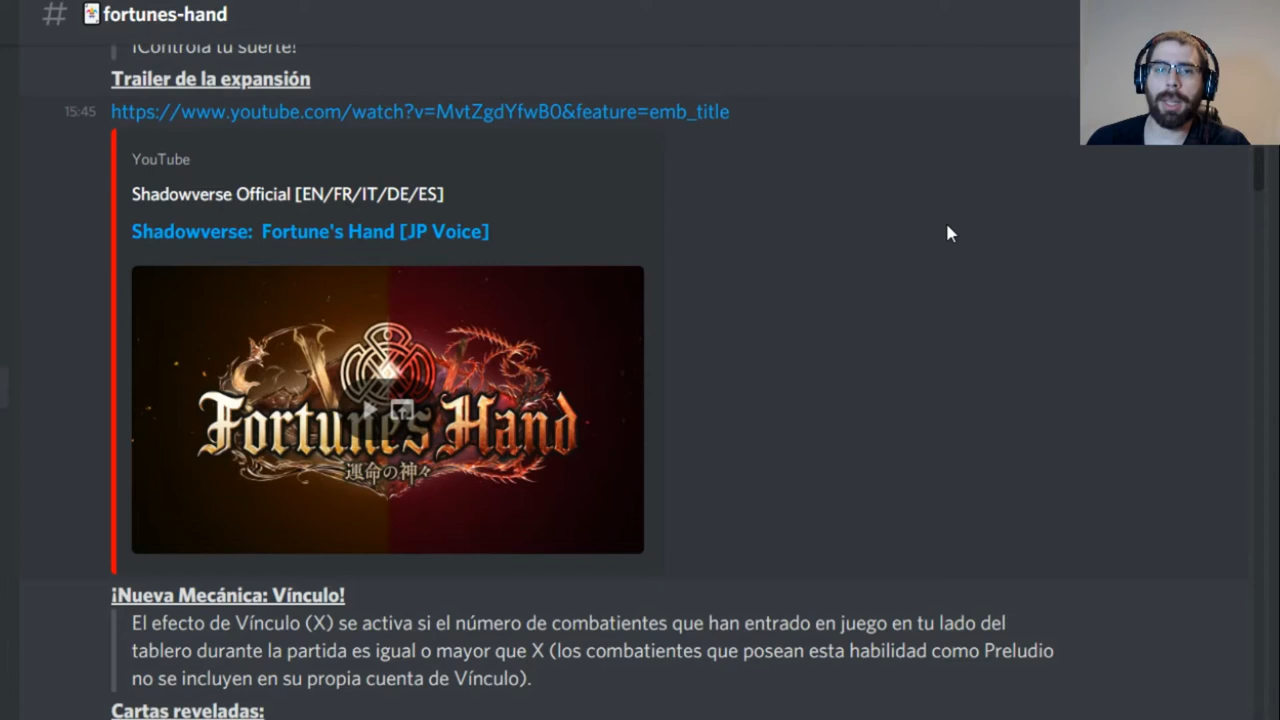 # 🃏fortunes-hand
¡Controla tu suerte!
Trailer de la expansión
15:45 https://www.youtube.com/watch?v=MvtZgdYfwB0&feature=emb_title
YouTube
Shadowverse Official [EN/FR/IT/DE/ES]
Shadowverse: Fortune's Hand [JP Voice]
Fortune's Hand
運命の神々
¡Nueva Mecánica: Vínculo!
El efecto de Vínculo (X) se activa si el número de combatientes que han entrado en juego en tu lado del
tablero durante la partida es igual o mayor que X (los combatientes que posean esta habilidad como Preludio
no se incluyen en su propia cuenta de Vínculo).
Cartas reveladas: